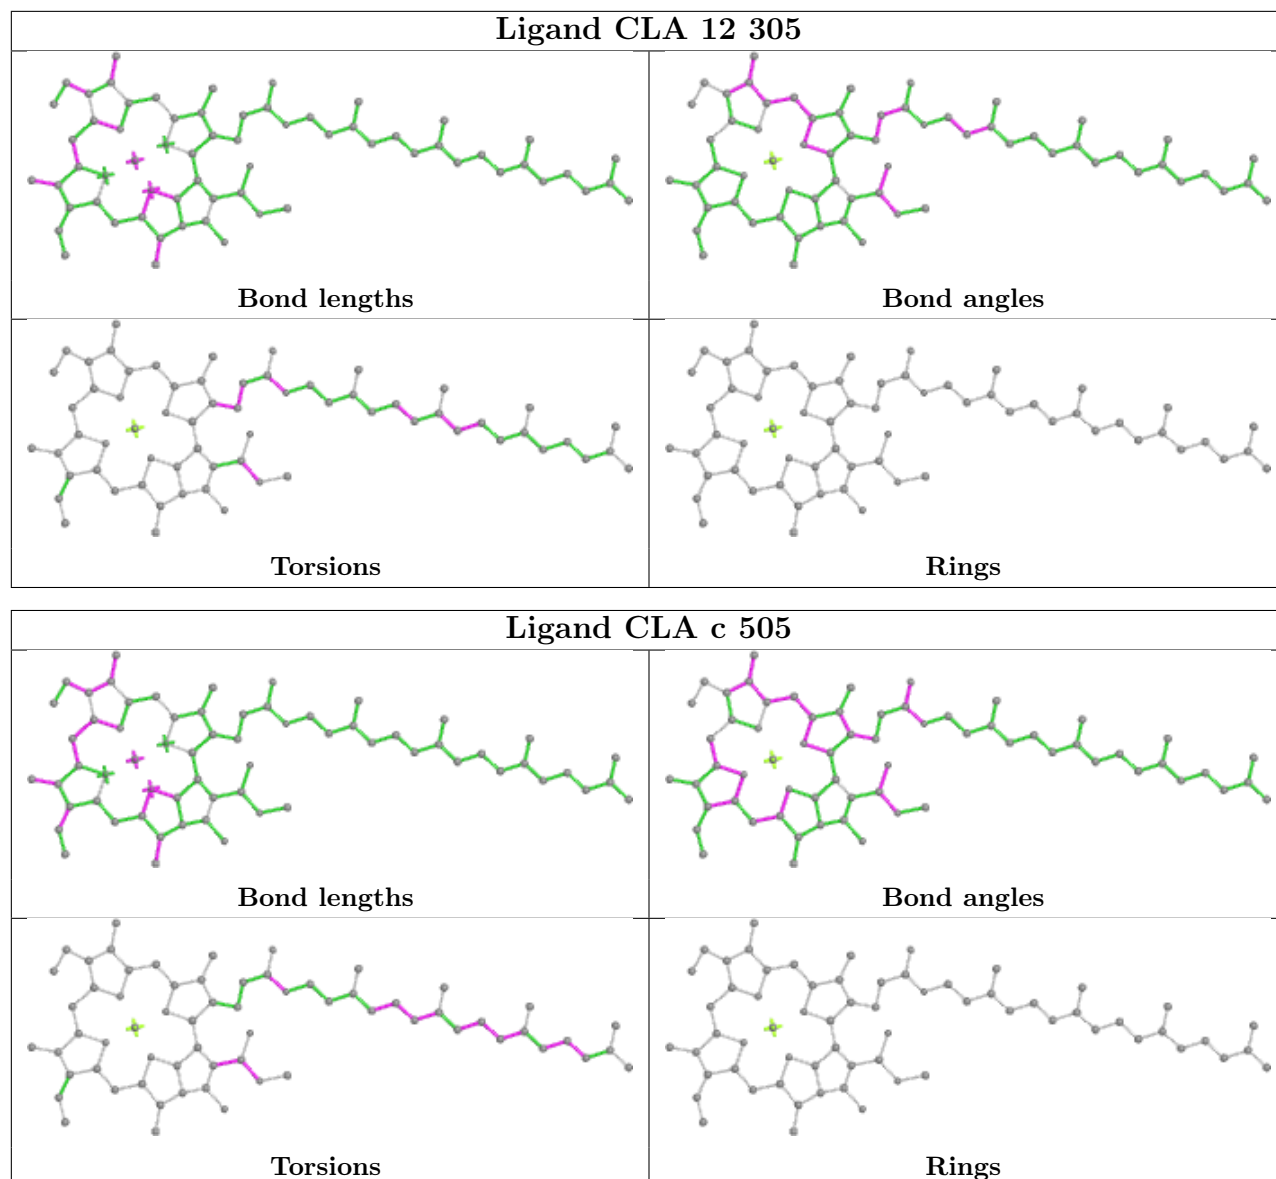 Ligand CLA 12 305
Bond lengths
Bond angles
Torsions
Rings
Ligand CLA c 505
Bond lengths
Bond angles
Torsions
Rings